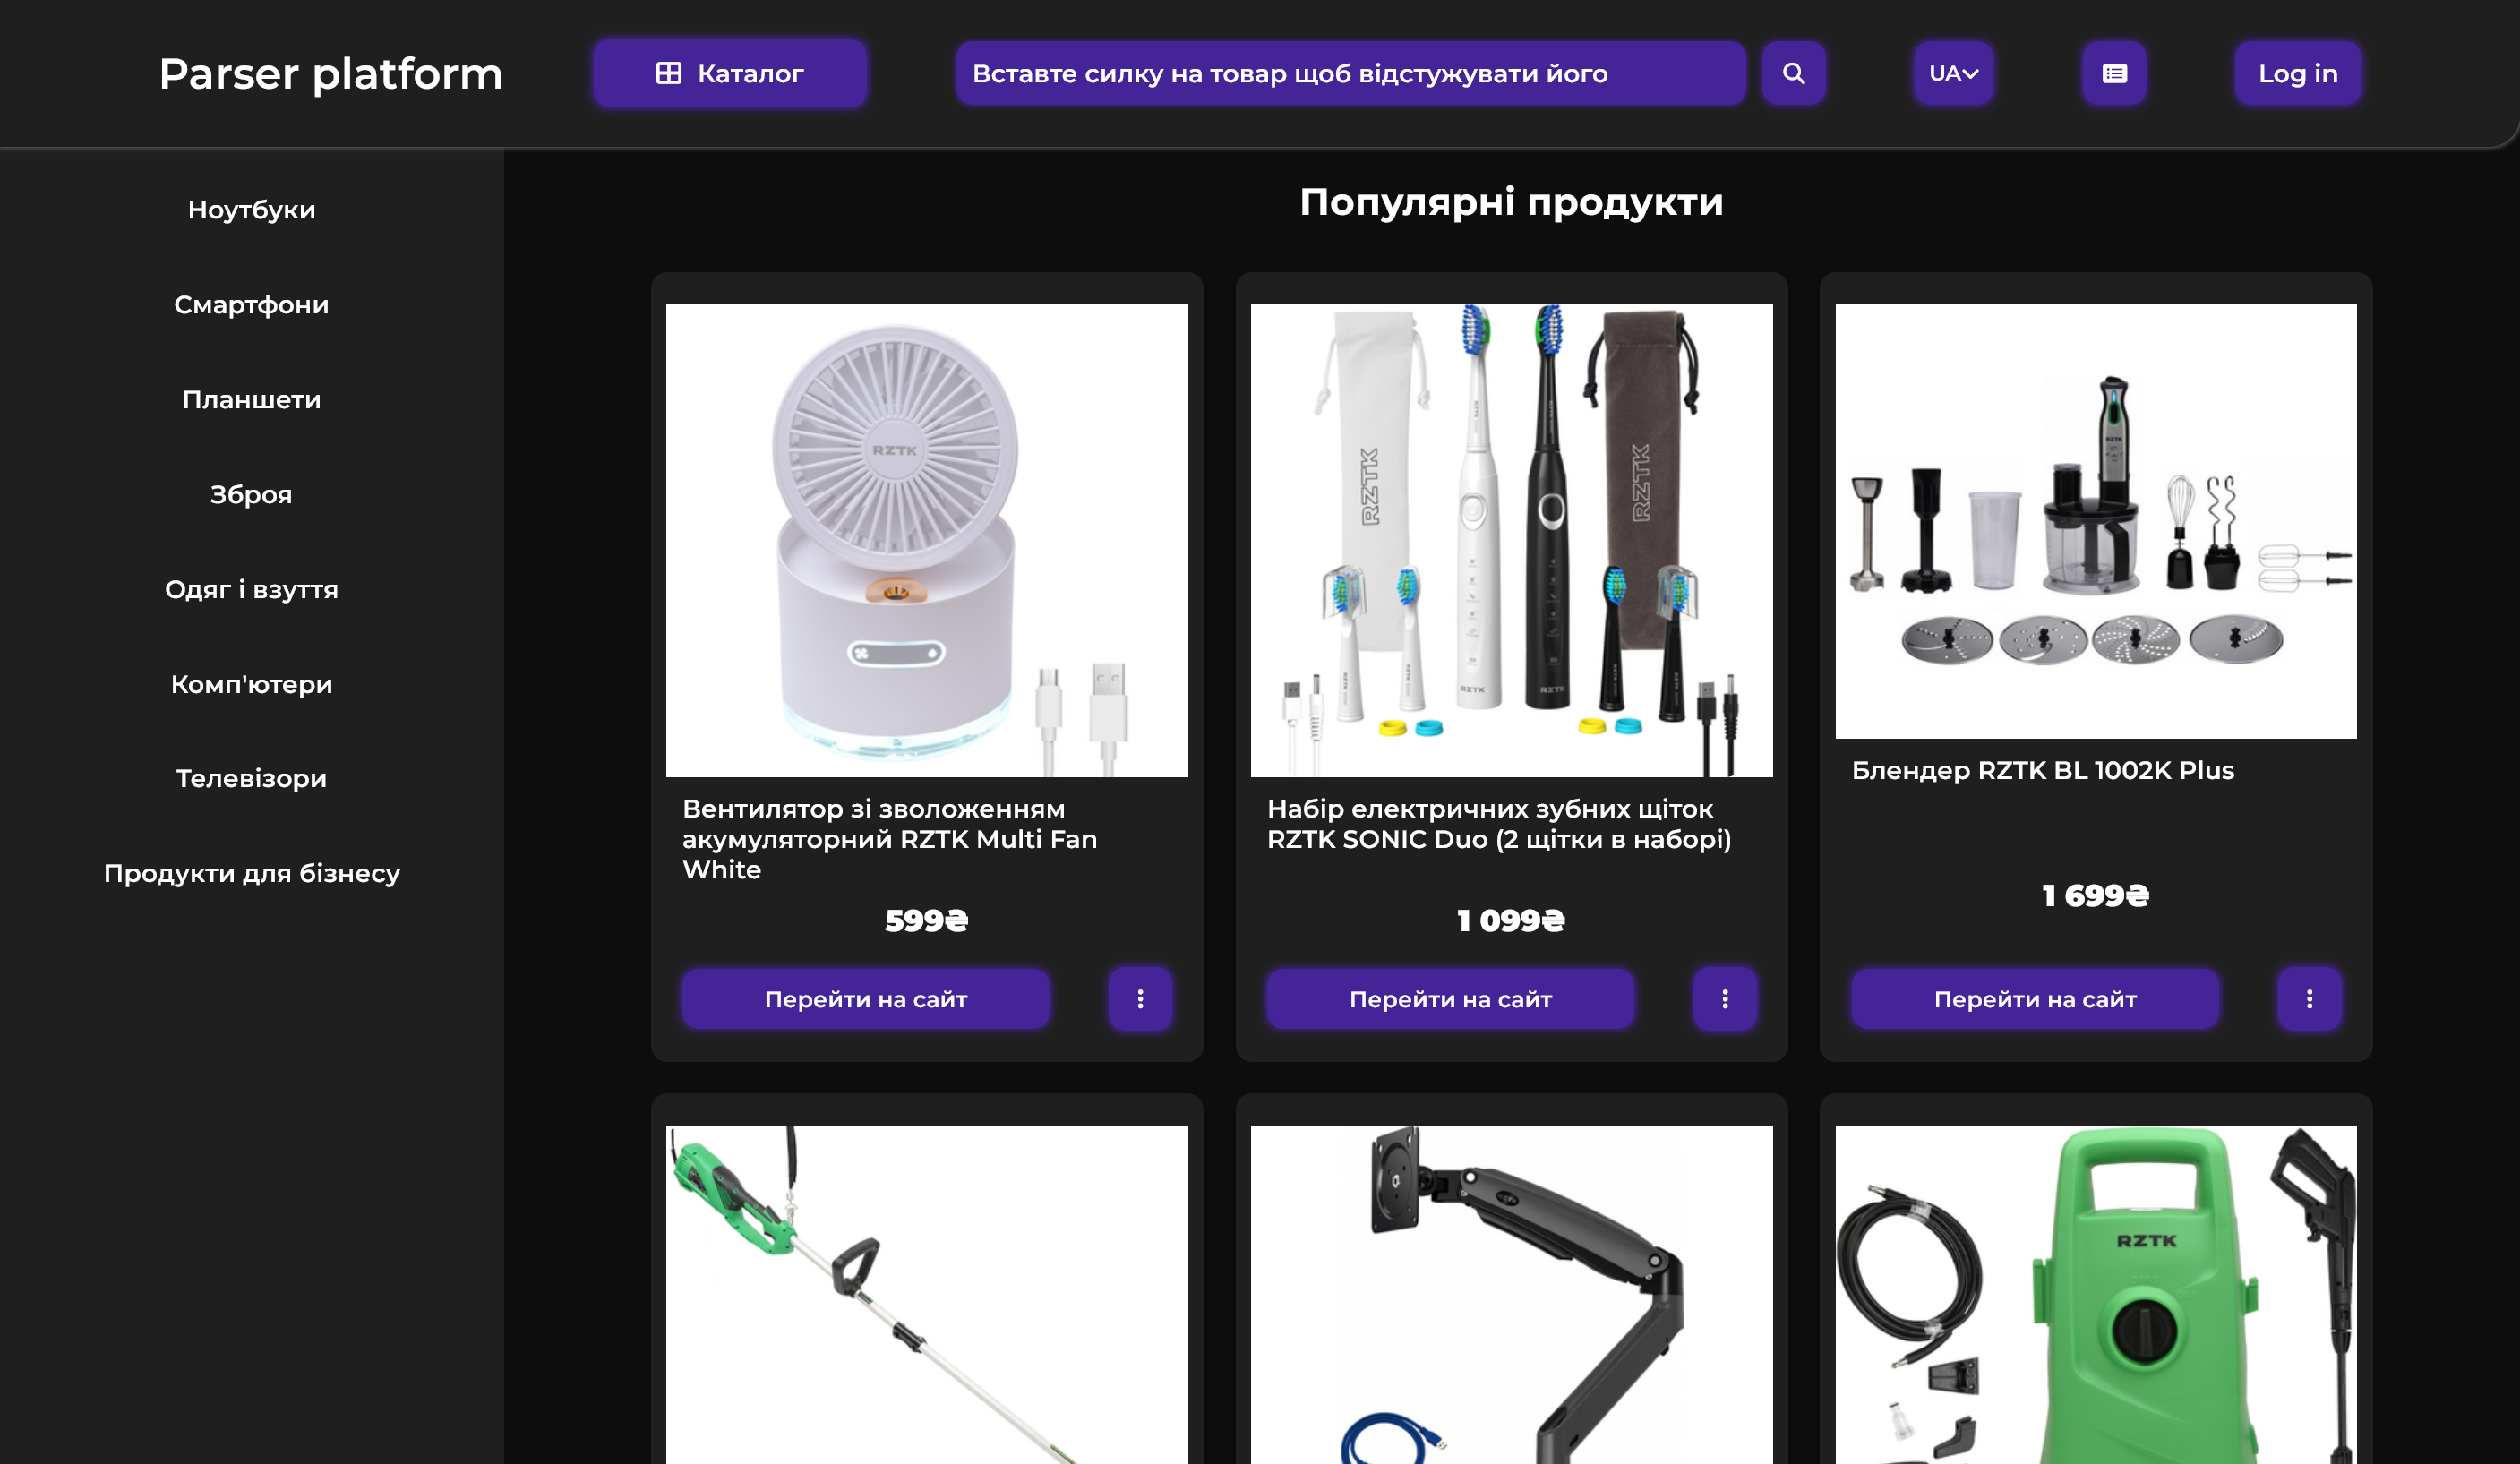 Parser platform
Каталог
Вставте силку на товар щоб відстужувати його
UA
Log in
Ноутбуки
Смартфони
Планшети
Зброя
Одяг і взуття
Комп'ютери
Телевізори
Продукти для бізнесу
Популярні продукти
RZTK
Вентилятор зі зволоженням
акумуляторний RZTK Multi Fan
White
599₴
Перейти на сайт
RZTK
RZTK
RZTK
RZTK
Набір електричних зубних щіток
RZTK SONIC Duo (2 щітки в наборі)
1 099₴
Перейти на сайт
RZTK
Блендер RZTK BL 1002K Plus
1 699₴
Перейти на сайт
RZTK